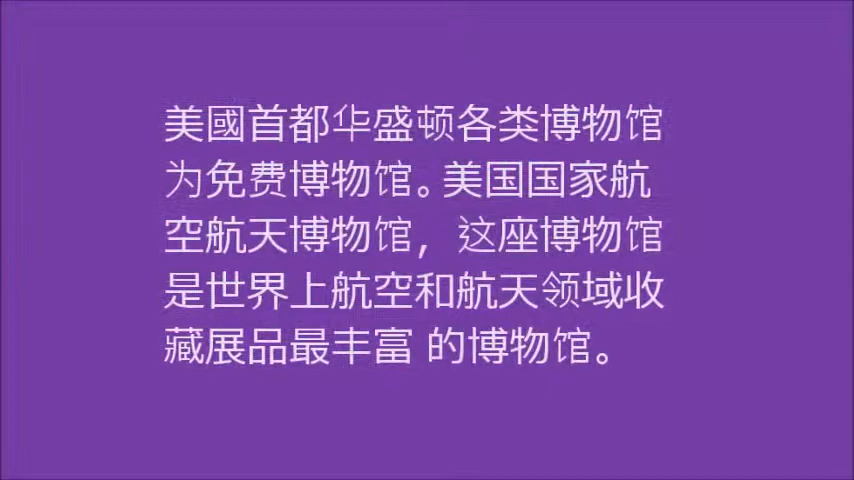 美國首都华盛顿各类博物馆
为免费博物馆。美国国家航
空航天博物馆，这座博物馆
是世界上航空和航天领域收
藏展品最丰富 的博物馆。